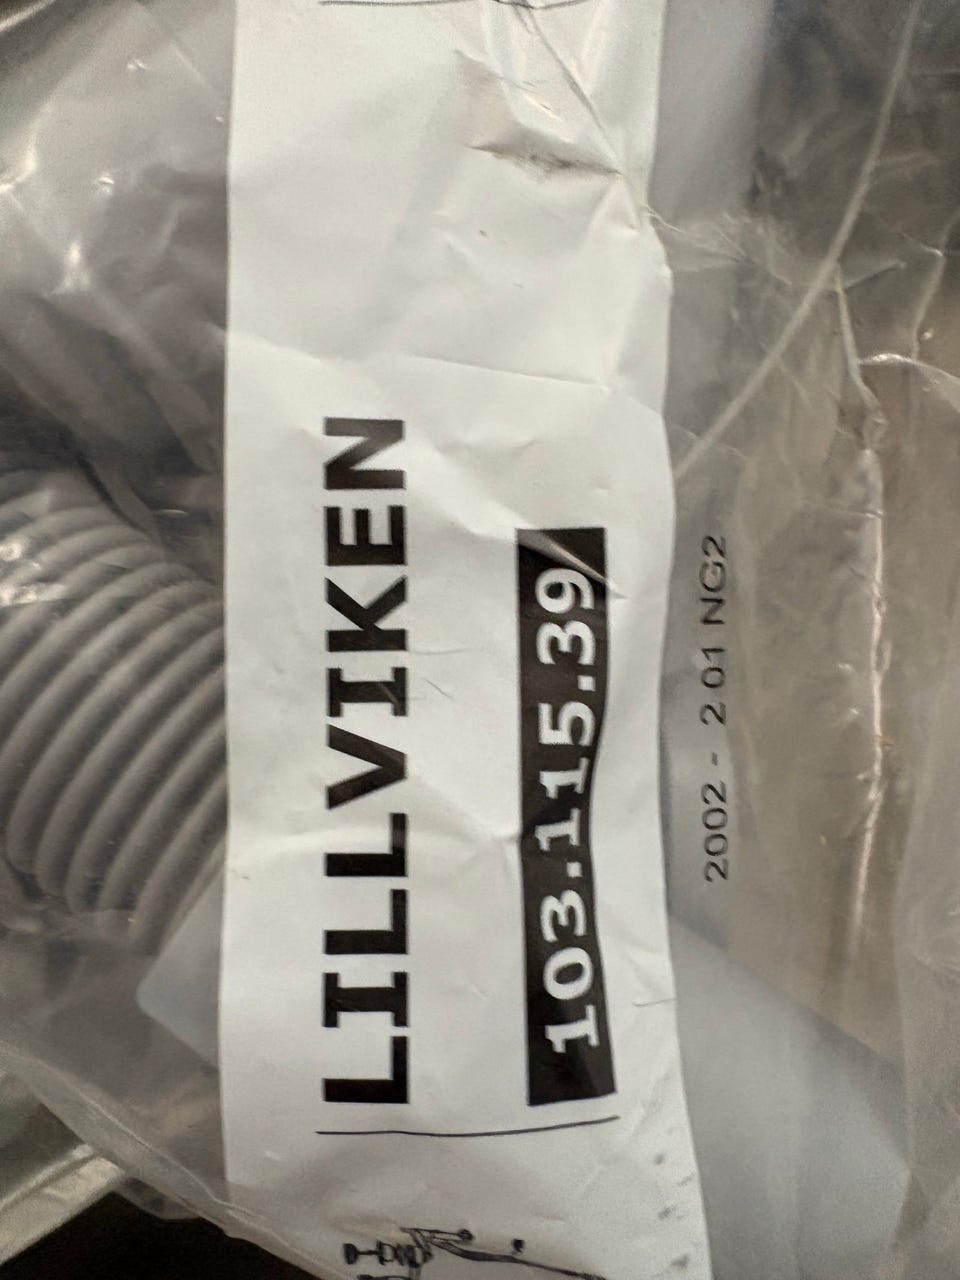 LILLVIKEN
103.115.39
2002 - 2 01 NG2